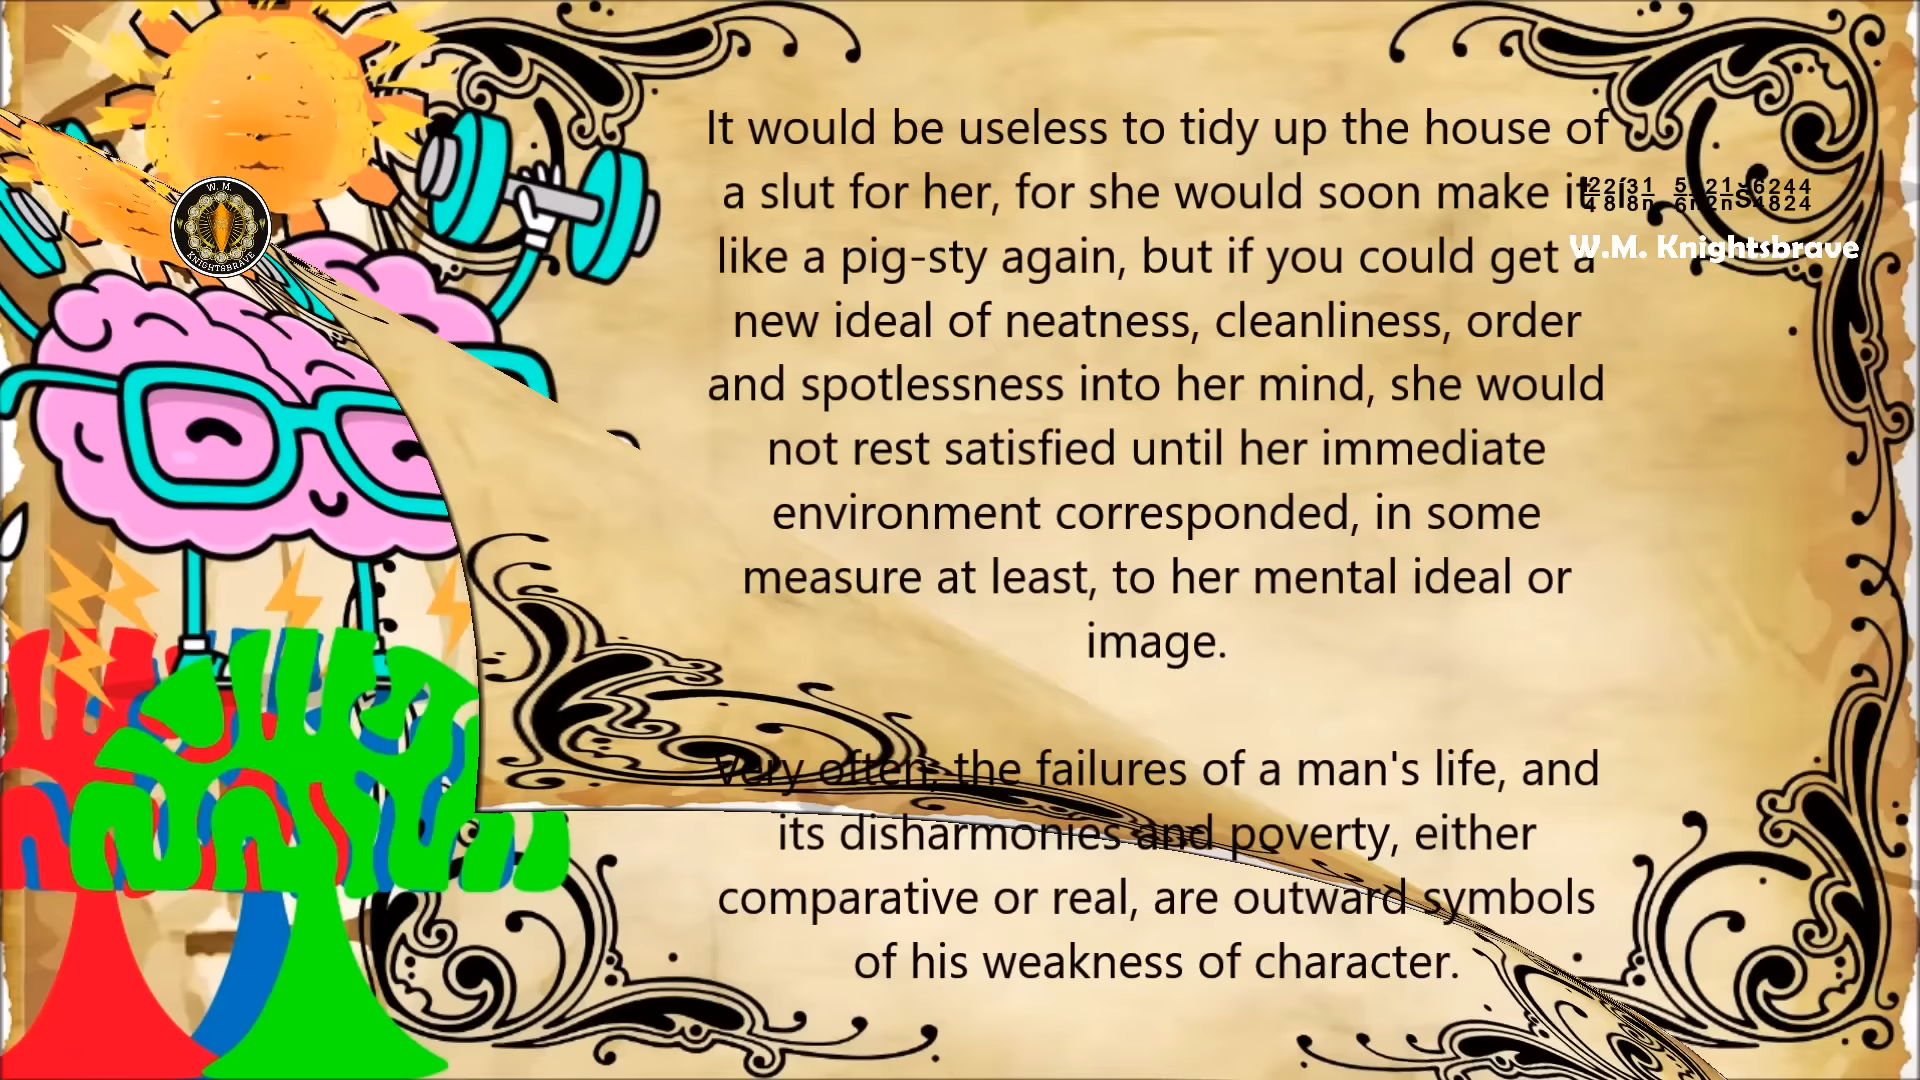 It would be useless to tidy up the house of
a slut for her, for she would soon make it
like a pig-sty again, but if you could get a
new ideal of neatness, cleanliness, order
and spotlessness into her mind, she would
not rest satisfied until her immediate
environment corresponded, in some
measure at least, to her mental ideal or
image.
Very often, the failures of a man's life, and
its disharmonies and poverty, either
comparative or real, are outward symbols
of his weakness of character.
W.M. Knightsbrave
W. M.
KNIGHTSBRAVE